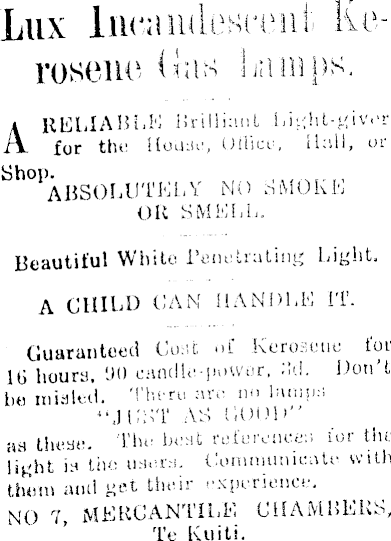 Lux Incandescent Ke-
rosene Gas Lamps.
A RELIABLE Brilliant Light-giver
for the House, Office, Hall, or
Shop.
ABSOLUTELY NO SMOKE
OR SMELL.
Beautiful White Penetrating Light.
A CHILD CAN HANDLE IT.
Guaranteed Cost of Kerosene for
16 hours, 90 candle-power, 3d. Don't
be misled. There are no lamps
"JUST AS GOOD"
as these. The best references for the
light is the users. Communicate with
them and get their experience.
NO 7, MERCANTILE CHAMBERS,
Te Kuiti.